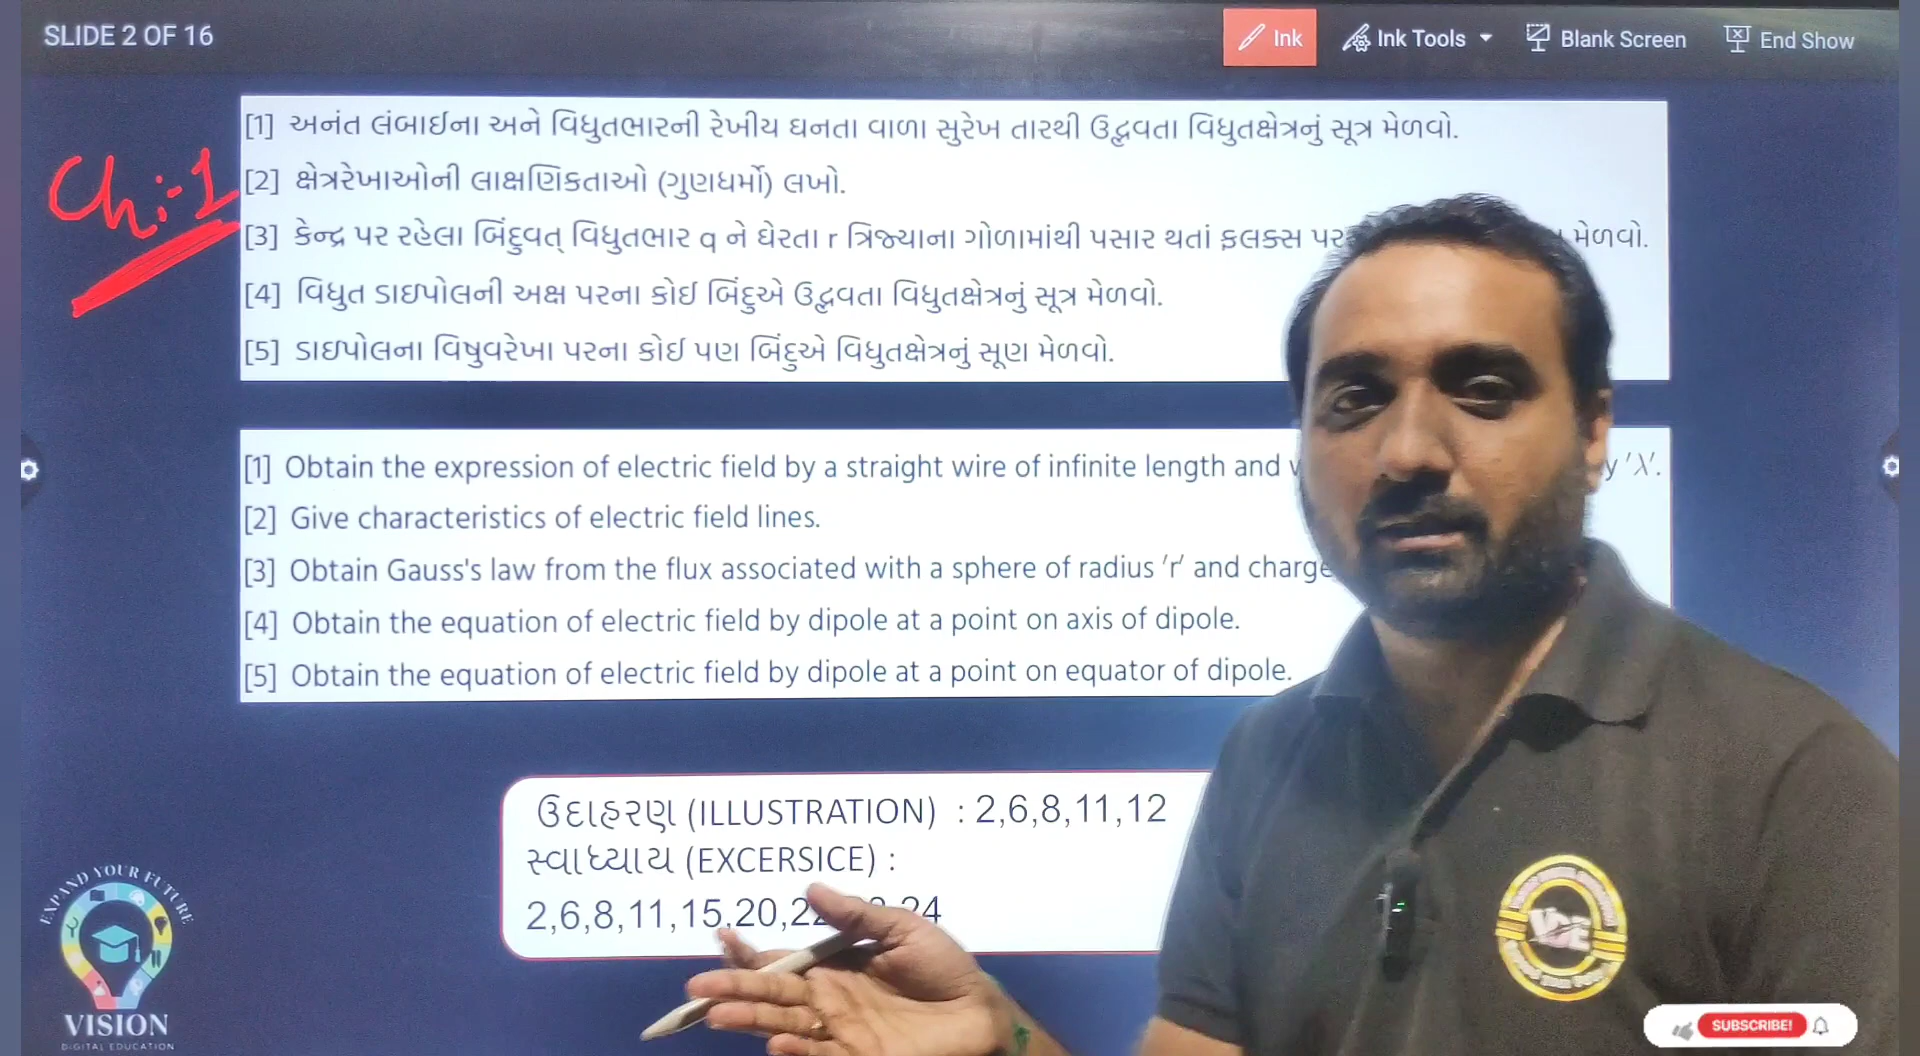 SLIDE 2 OF 16
Ink
Ink Tools
Blank Screen
End Show
Ch:-1
[1] અનંત લંબાઈના અને વિધુતભારની રેખીય ઘનતા વાળા સુરેખ તારથી ઉદ્ભવતા વિધુતક્ષેત્રનું સૂત્ર મેળવો.
[2] ક્ષેત્રરેખાઓની લાક્ષણિકતાઓ (ગુણધર્મો) લખો.
[3] કેન્દ્ર પર રહેલા બિંદુવત્ વિધુતભાર q ને ઘેરતા r ત્રિજ્યાના ગોળામાંથી પસાર થતાં ફ્લક્સ પર મેળવો.
[4] વિધુત ડાઇપોલની અક્ષ પરના કોઈ બિંદુએ ઉદ્ભવતા વિધુતક્ષેત્રનું સૂત્ર મેળવો.
[5] ડાઇપોલના વિષુવરેખા પરના કોઈ પણ બિંદુએ વિધુતક્ષેત્રનું સૂણ મેળવો.
[1] Obtain the expression of electric field by a straight wire of infinite length and 'λ'.
[2] Give characteristics of electric field lines.
[3] Obtain Gauss's law from the flux associated with a sphere of radius 'r' and charge
[4] Obtain the equation of electric field by dipole at a point on axis of dipole.
[5] Obtain the equation of electric field by dipole at a point on equator of dipole.
ઉદાહરણ (ILLUSTRATION) : 2,6,8,11,12
સ્વાધ્યાય (EXCERSICE) :
2,6,8,11,15,20,22 24
EXPAND YOUR FUTURE
VISION
DIGITAL EDUCATION
SUBSCRIBE!